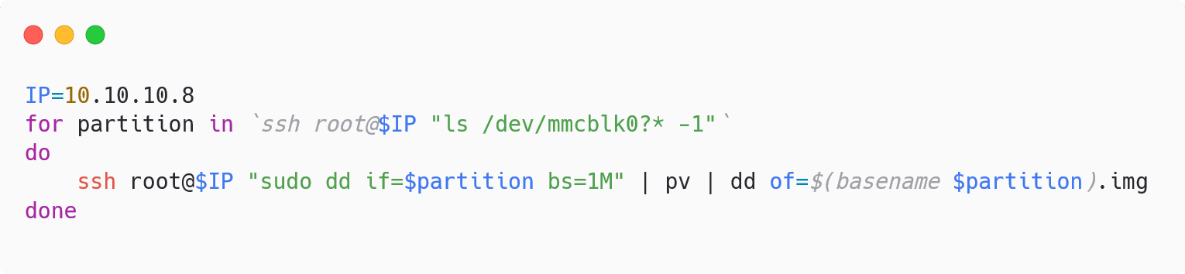 IP=10.10.10.8
for partition in `ssh root@$IP "ls /dev/mmcblk0?* -1"`
do
    ssh root@$IP "sudo dd if=$partition bs=1M" | pv | dd of=$(basename $partition).img
done